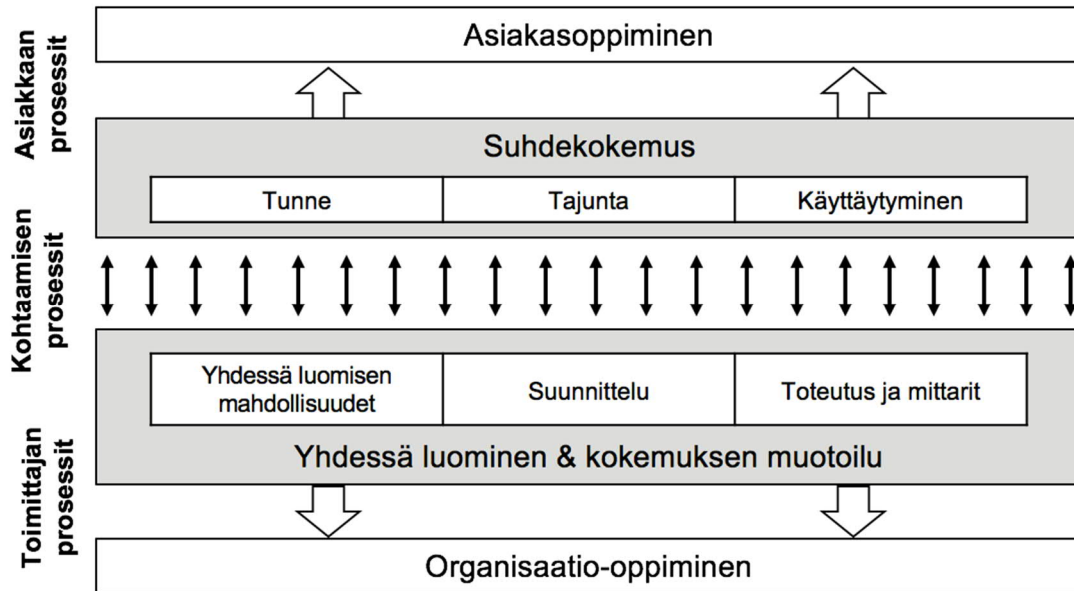 Asiakkaan
prosessit
Asiakasoppiminen
Suhdekokemus
Tunne
Tajunta
Käyttäytyminen
Kohtaamisen
prosessit
Toimittajan
prosessit
Yhdessä luomisen
mahdollisuudet
Suunnittelu
Toteutus ja mittarit
Yhdessä luominen & kokemuksen muotoilu
Organisaatio-oppiminen